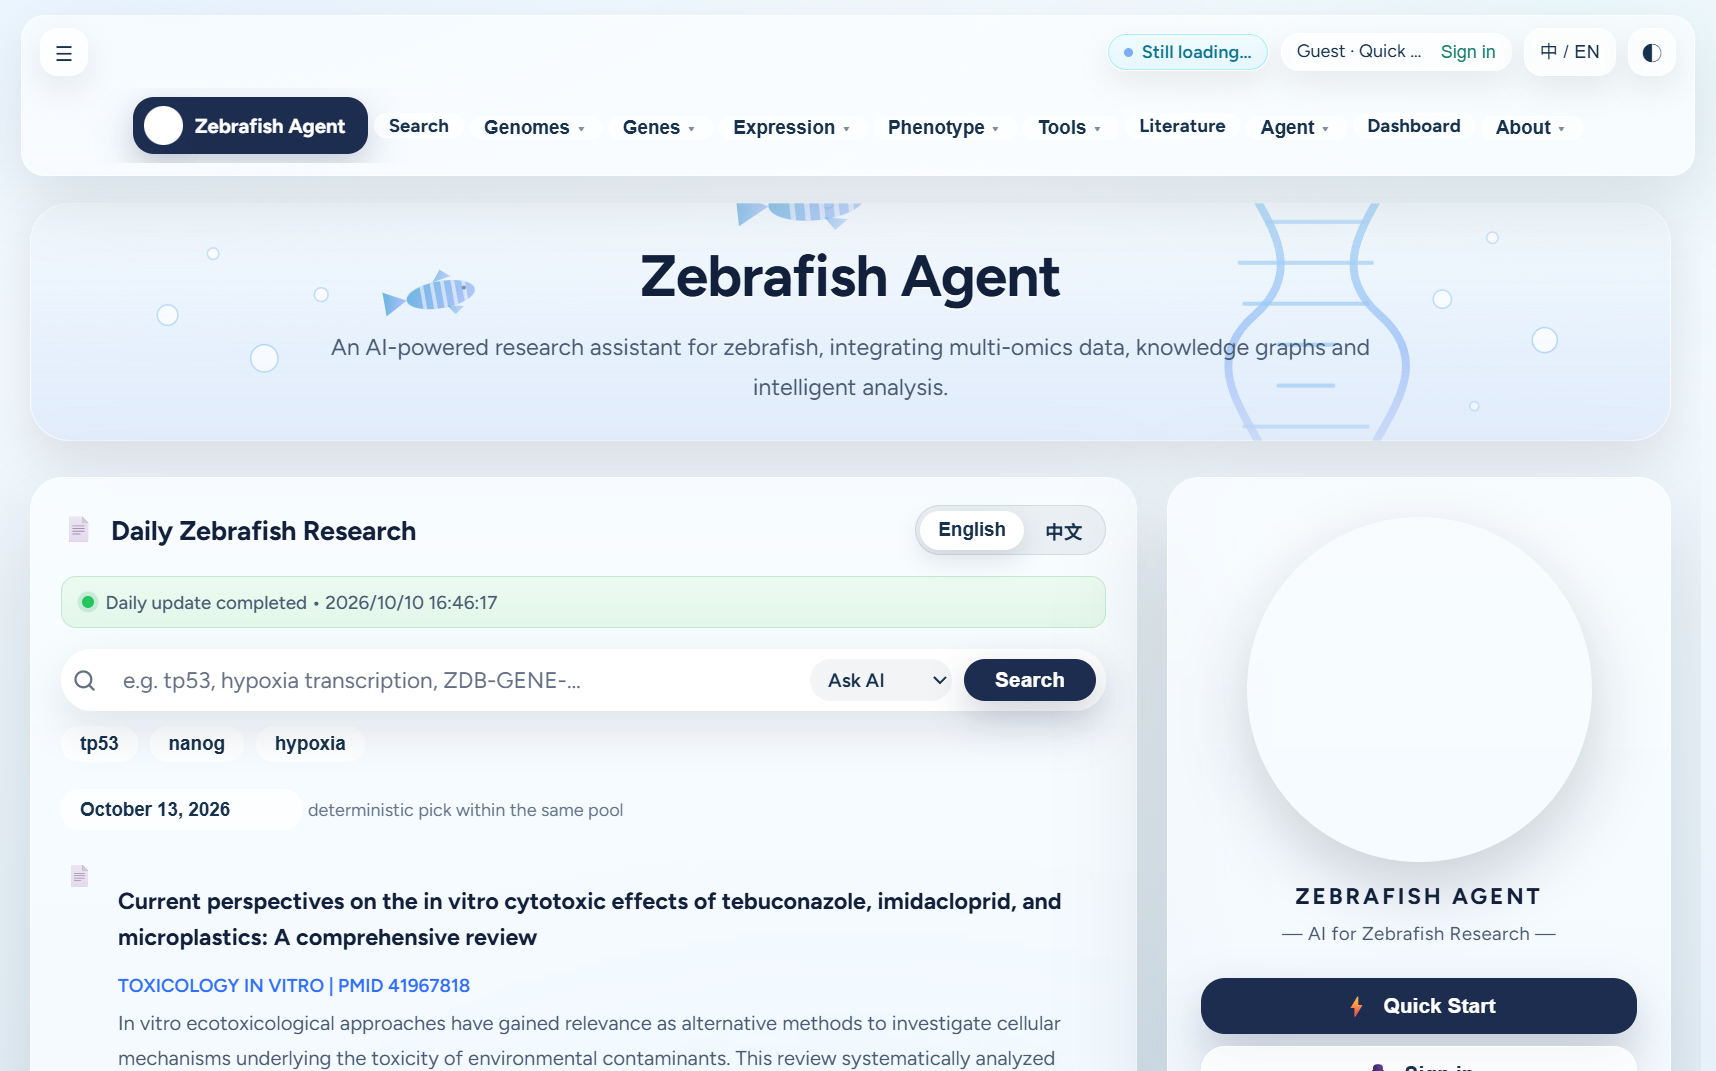 ☰
Still loading...
Guest · Quick ... Sign in
中 / EN
Zebrafish Agent
Search
Genomes
Genes
Expression
Phenotype
Tools
Literature
Agent
Dashboard
About
Zebrafish Agent
An AI-powered research assistant for zebrafish, integrating multi-omics data, knowledge graphs and
intelligent analysis.
Daily Zebrafish Research
English
中文
Daily update completed • 2026/10/10 16:46:17
e.g. tp53, hypoxia transcription, ZDB-GENE-...
Ask AI
Search
tp53
nanog
hypoxia
October 13, 2026
deterministic pick within the same pool
Current perspectives on the in vitro cytotoxic effects of tebuconazole, imidacloprid, and
microplastics: A comprehensive review
TOXICOLOGY IN VITRO | PMID 41967818
In vitro ecotoxicological approaches have gained relevance as alternative methods to investigate cellular
mechanisms underlying the toxicity of environmental contaminants. This review systematically analyzed
ZEBRAFISH AGENT
— AI for Zebrafish Research —
Quick Start
Sign in